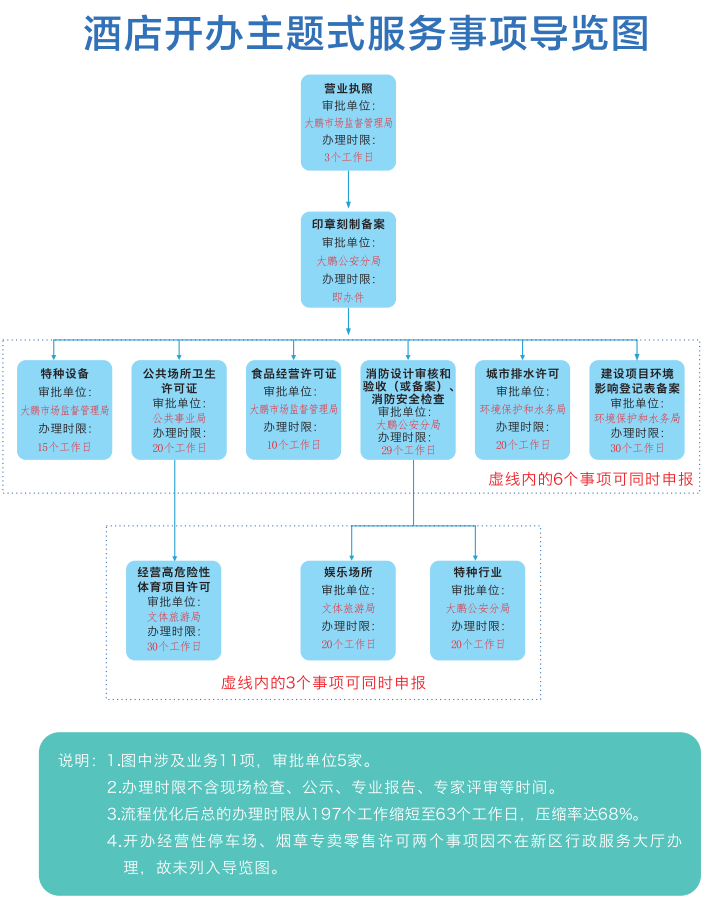 酒店开办主题式服务事项导览图
营业执照
审批单位：
大鹏市场监督管理局
办理时限：
3个工作日
印章刻制备案
审批单位：
大鹏公安分局
办理时限：
即办件
特种设备
审批单位：
大鹏市场监督管理局
办理时限：
15个工作日
公共场所卫生
许可证
审批单位：
公共事业局
办理时限：
20个工作日
食品经营许可证
审批单位：
大鹏市场监督管理局
办理时限：
10个工作日
消防设计审核和
验收（或备案）、
消防安全检查
审批单位：
大鹏公安分局
办理时限：
29个工作日
城市排水许可
审批单位：
环境保护和水务局
办理时限：
20个工作日
建设项目环境
影响登记表备案
审批单位：
环境保护和水务局
办理时限：
30个工作日
虚线内的6个事项可同时申报
经营高危险性
体育项目许可
审批单位：
文体旅游局
办理时限：
30个工作日
娱乐场所
审批单位：
文体旅游局
办理时限：
20个工作日
特种行业
审批单位：
大鹏公安分局
办理时限：
20个工作日
虚线内的3个事项可同时申报
说明：1.图中涉及业务11项，审批单位5家。
2.办理时限不含现场检查、公示、专业报告、专家评审等时间。
3.流程优化后总的办理时限从197个工作缩短至63个工作日，压缩率达68%。
4.开办经营性停车场、烟草专卖零售许可两个事项因不在新区行政服务大厅办
理，故未列入导览图。